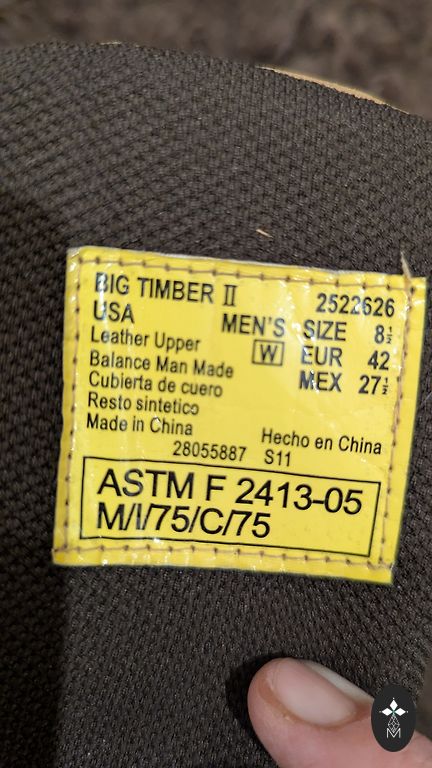 BIG TIMBER II 2522626
USA MEN'S SIZE 8½
Leather Upper W EUR 42
Balance Man Made MEX 27½
Cubierta de cuero
Resto sintetico
Made in China Hecho en China
28055887 S11
ASTM F 2413-05
M/I/75/C/75
M